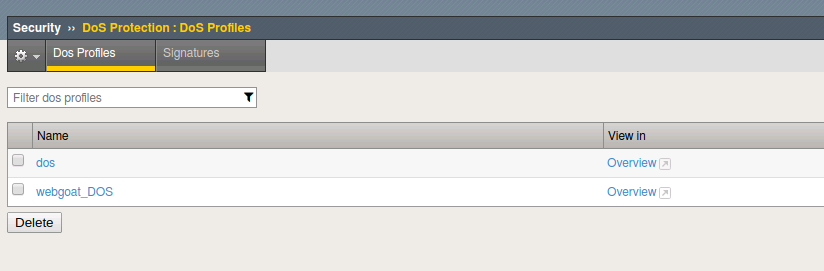 Security ›› DoS Protection : DoS Profiles
Dos Profiles Signatures
Filter dos profiles
Name View in
dos Overview
webgoat_DOS Overview
Delete